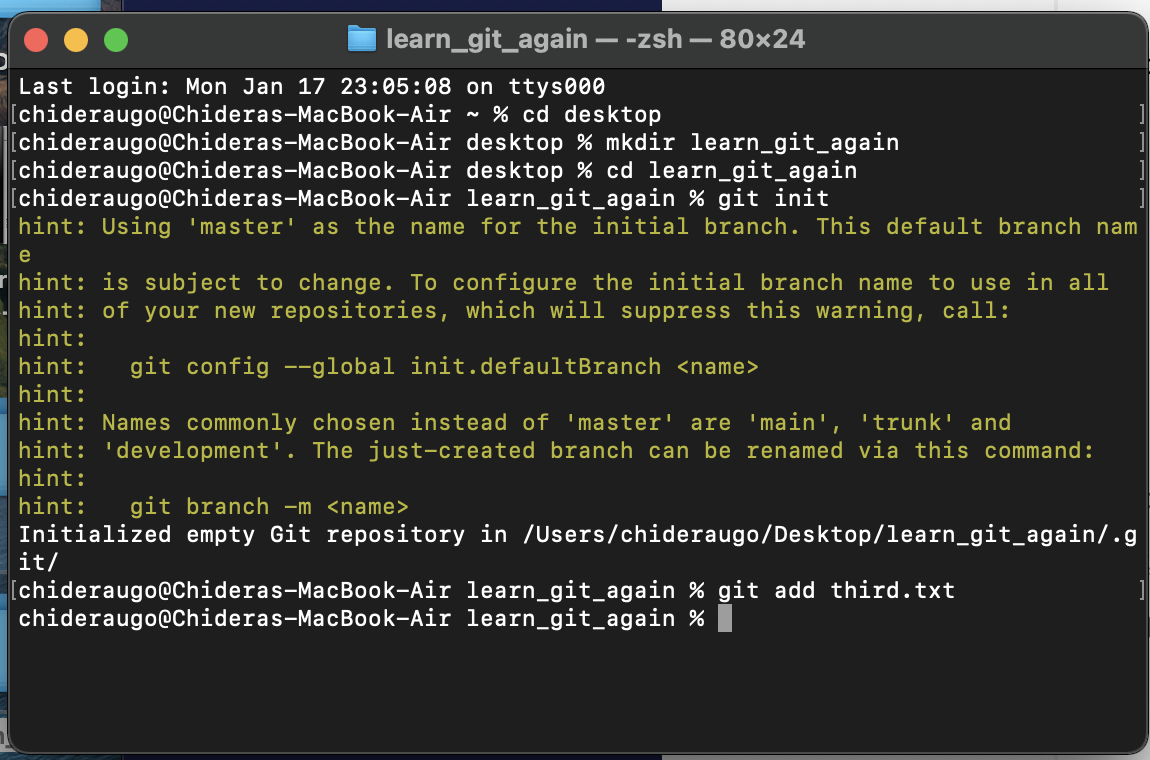 learn_git_again — -zsh — 80×24
Last login: Mon Jan 17 23:05:08 on ttys000
[chideraugo@Chideras-MacBook-Air ~ % cd desktop ]
[chideraugo@Chideras-MacBook-Air desktop % mkdir learn_git_again ]
[chideraugo@Chideras-MacBook-Air desktop % cd learn_git_again ]
[chideraugo@Chideras-MacBook-Air learn_git_again % git init ]
hint: Using 'master' as the name for the initial branch. This default branch nam
e
hint: is subject to change. To configure the initial branch name to use in all
hint: of your new repositories, which will suppress this warning, call:
hint:
hint:   git config --global init.defaultBranch <name>
hint:
hint: Names commonly chosen instead of 'master' are 'main', 'trunk' and
hint: 'development'. The just-created branch can be renamed via this command:
hint:
hint:   git branch -m <name>
Initialized empty Git repository in /Users/chideraugo/Desktop/learn_git_again/.g
it/
[chideraugo@Chideras-MacBook-Air learn_git_again % git add third.txt ]
chideraugo@Chideras-MacBook-Air learn_git_again %